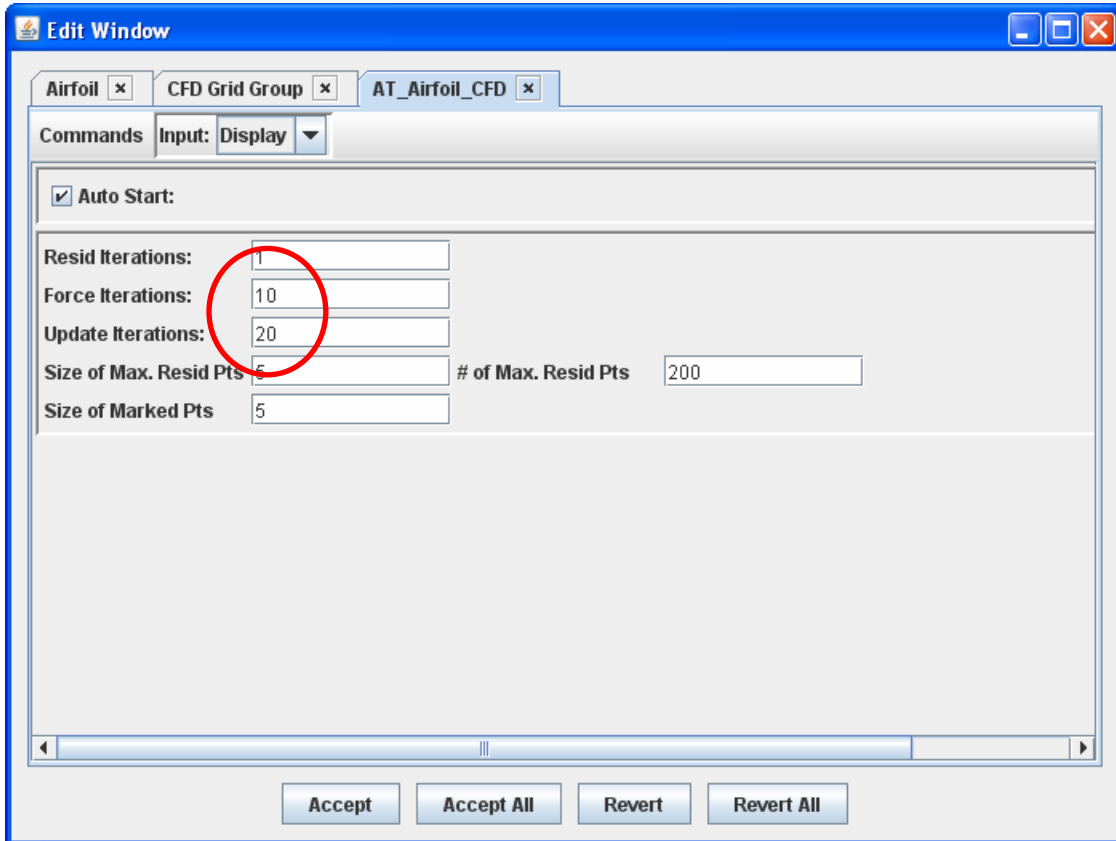 Edit Window
Airfoil CFD Grid Group AT_Airfoil_CFD
Commands Input: Display
Auto Start:
Resid Iterations: 1
Force Iterations: 10
Update Iterations: 20
Size of Max. Resid Pts 5 # of Max. Resid Pts 200
Size of Marked Pts 5
Accept Accept All Revert Revert All